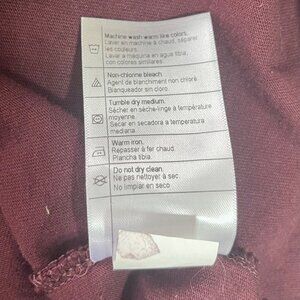 Machine wash warm like colors.
Laver en machine à chaud, séparer
les couleurs.
Lavar a máquina en agua tibia,
con colores similares.
Non-chlorine bleach.
Agent de blanchiment non chloré.
Blanqueador sin cloro.
Tumble dry medium.
Sécher en sèche-linge à température
moyenne.
Secar en secadora a temperatura
mediana.
Warm iron.
Repasser à fer chaud.
Plancha tibia.
Do not dry clean.
Ne pas nettoyer à sec.
No limpiar en seco